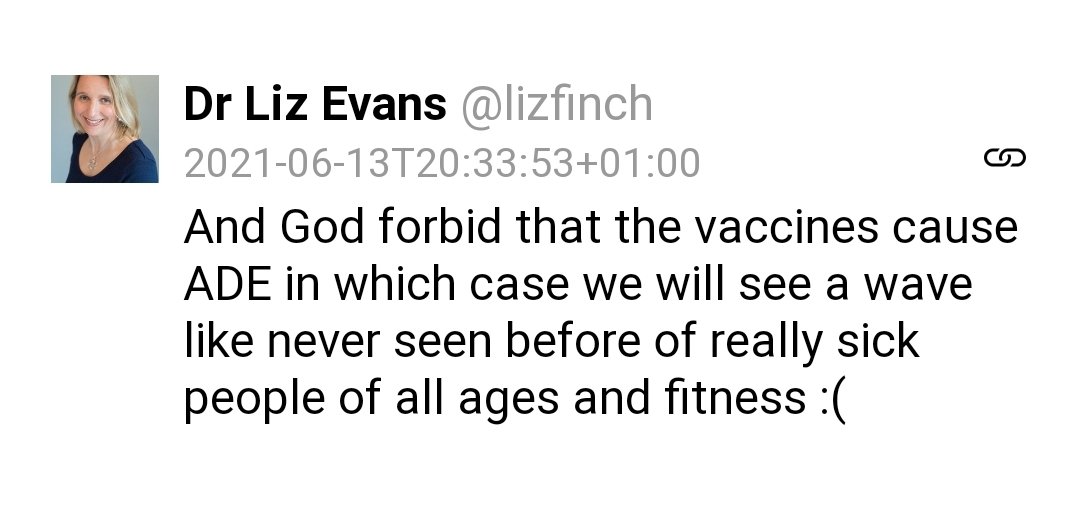 Dr Liz Evans @lizfinch
2021-06-13T20:33:53+01:00
And God forbid that the vaccines cause
ADE in which case we will see a wave
like never seen before of really sick
people of all ages and fitness :(